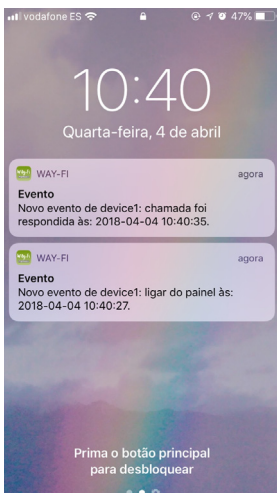 vodafone ES 47%
10:40
Quarta-feira, 4 de abril
WAY-FI agora
Evento
Novo evento de device1: chamada foi
respondida às: 2018-04-04 10:40:35.
WAY-FI agora
Evento
Novo evento de device1: ligar do painel às:
2018-04-04 10:40:27.
Prima o botão principal
para desbloquear